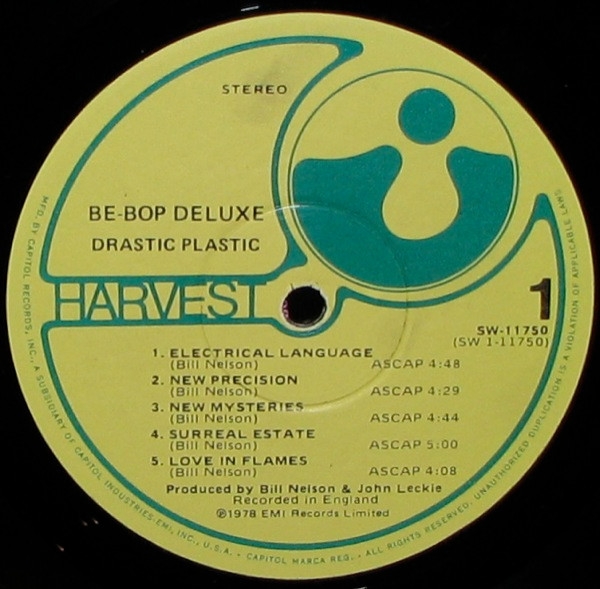 STEREO
BE-BOP DELUXE
DRASTIC PLASTIC
HARVEST
1
SW-11750
(SW 1-11750)
1. ELECTRICAL LANGUAGE
(Bill Nelson) ASCAP 4:48
2. NEW PRECISION
(Bill Nelson) ASCAP 4:29
3. NEW MYSTERIES
(Bill Nelson) ASCAP 4:44
4. SURREAL ESTATE
(Bill Nelson) ASCAP 5:00
5. LOVE IN FLAMES
(Bill Nelson) ASCAP 4:08
Produced by Bill Nelson & John Leckie
Recorded in England
℗1978 EMI Records Limited
MFG. BY CAPITOL RECORDS, INC., A SUBSIDIARY OF CAPITOL INDUSTRIES-EMI, INC., U.S.A. • CAPITOL MARCA REG. • ALL RIGHTS RESERVED. UNAUTHORIZED DUPLICATION IS A VIOLATION OF APPLICABLE LAWS